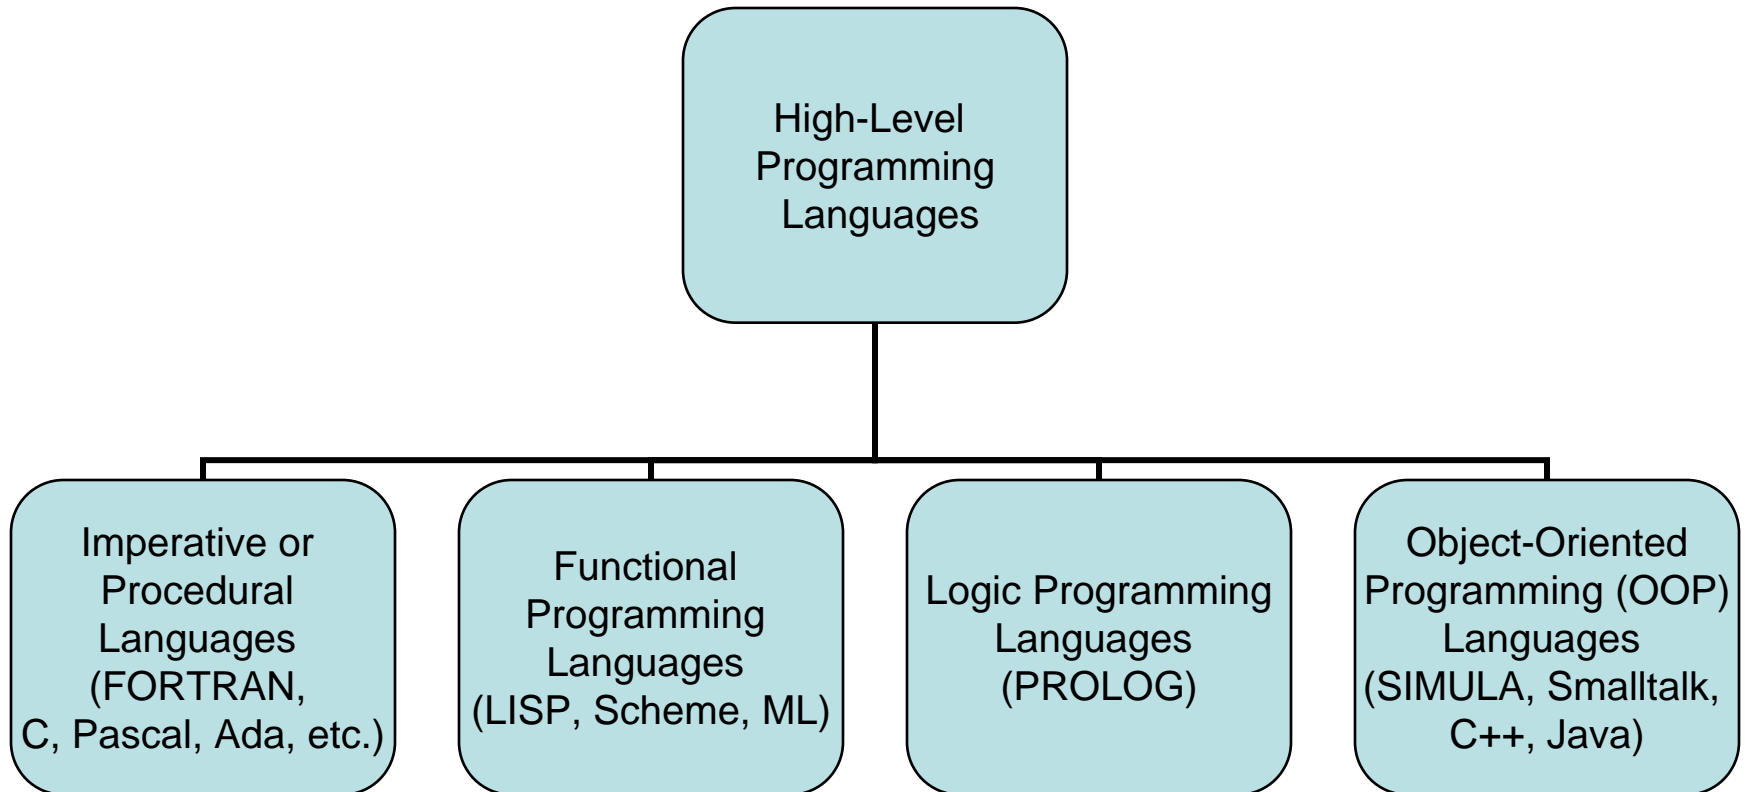 High-Level
Programming
Languages
Imperative or
Procedural
Languages
(FORTRAN,
C, Pascal, Ada, etc.)
Functional
Programming
Languages
(LISP, Scheme, ML)
Logic Programming
Languages
(PROLOG)
Object-Oriented
Programming (OOP)
Languages
(SIMULA, Smalltalk,
C++, Java)